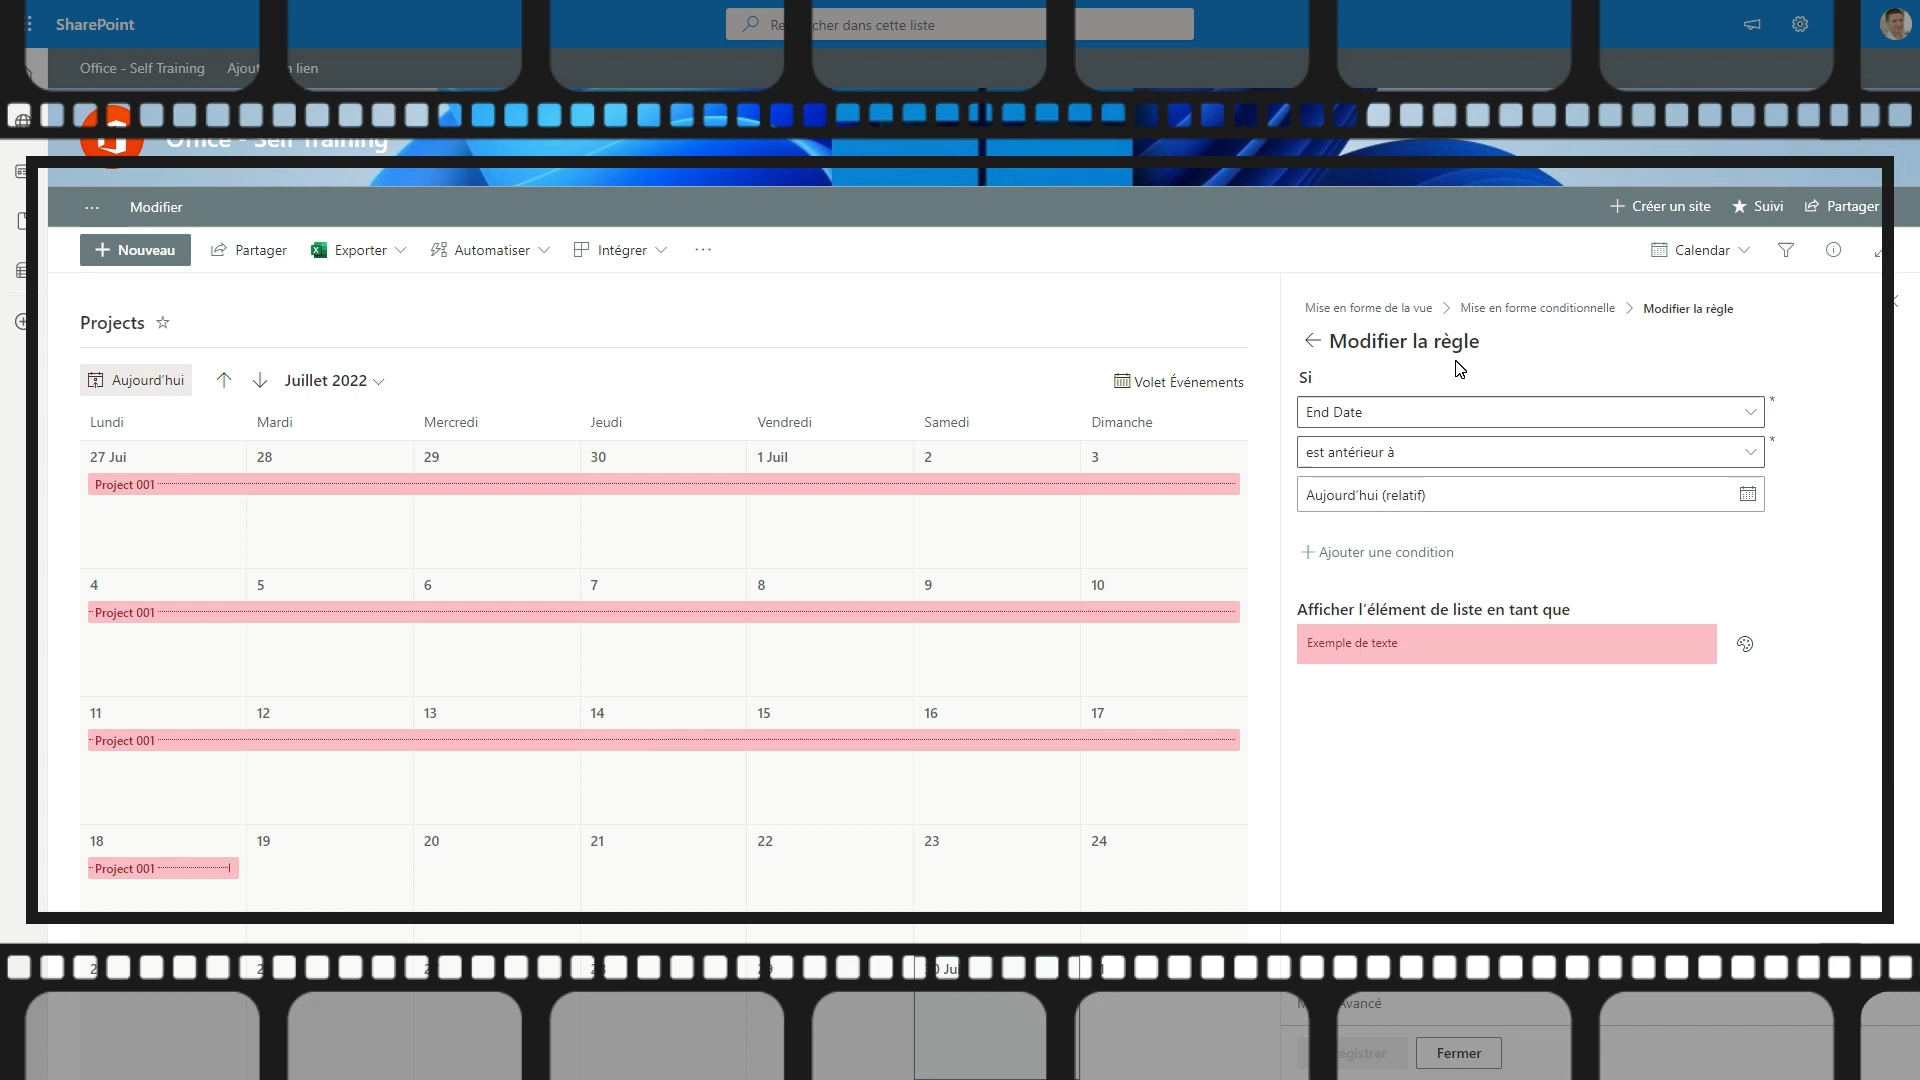 SharePoint
cher dans cette liste
Office - Self Training Ajout lien
Office - Self Training
Modifier
Créer un site Suivi Partager
Nouveau Partager Exporter Automatiser Intégrer
Calendar
Projects
Aujourd'hui Juillet 2022
Volet Événements
Lundi Mardi Mercredi Jeudi Vendredi Samedi Dimanche
27 Jui 28 29 30 1 Juil 2 3
Project 001
4 5 6 7 8 9 10
Project 001
11 12 13 14 15 16 17
Project 001
18 19 20 21 22 23 24
Project 001
Mise en forme de la vue > Mise en forme conditionnelle > Modifier la règle
Modifier la règle
Si
End Date *
est antérieur à *
Aujourd'hui (relatif)
Ajouter une condition
Afficher l'élément de liste en tant que
Exemple de texte
Avancé
Fermer